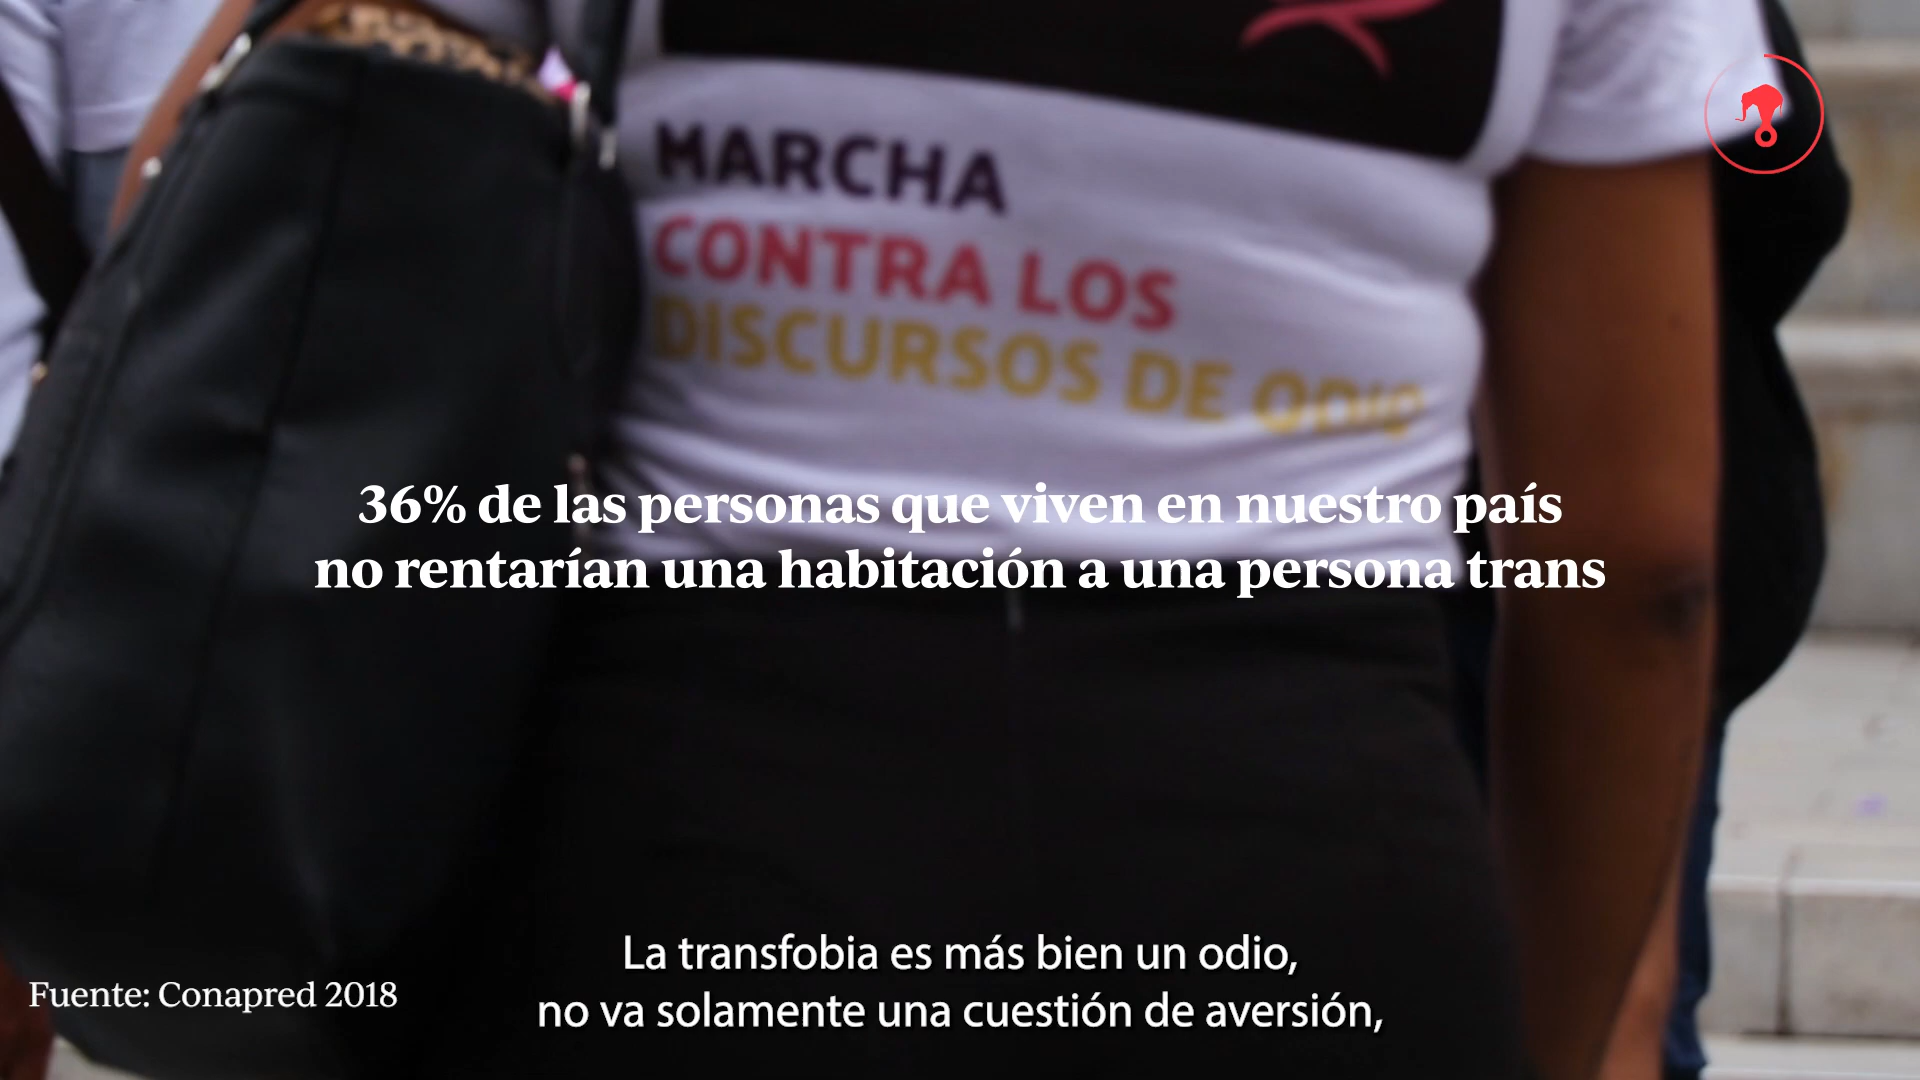 MARCHA
CONTRA LOS
DISCURSOS DE ODIO
36% de las personas que viven en nuestro país
no rentarían una habitación a una persona trans
La transfobia es más bien un odio,
no va solamente una cuestión de aversión,
Fuente: Conapred 2018